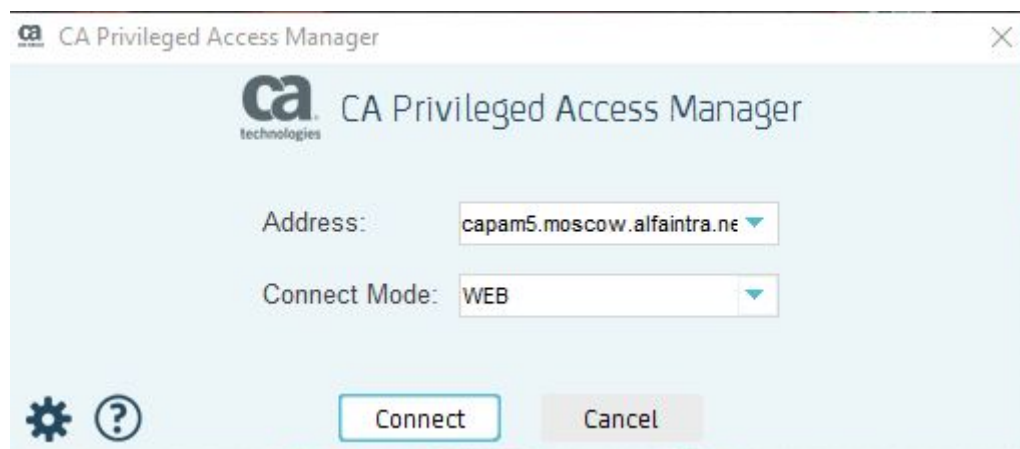 ca CA Privileged Access Manager
ca technologies CA Privileged Access Manager
Address: capam5.moscow.alfaintra.ne
Connect Mode: WEB
? Connect Cancel